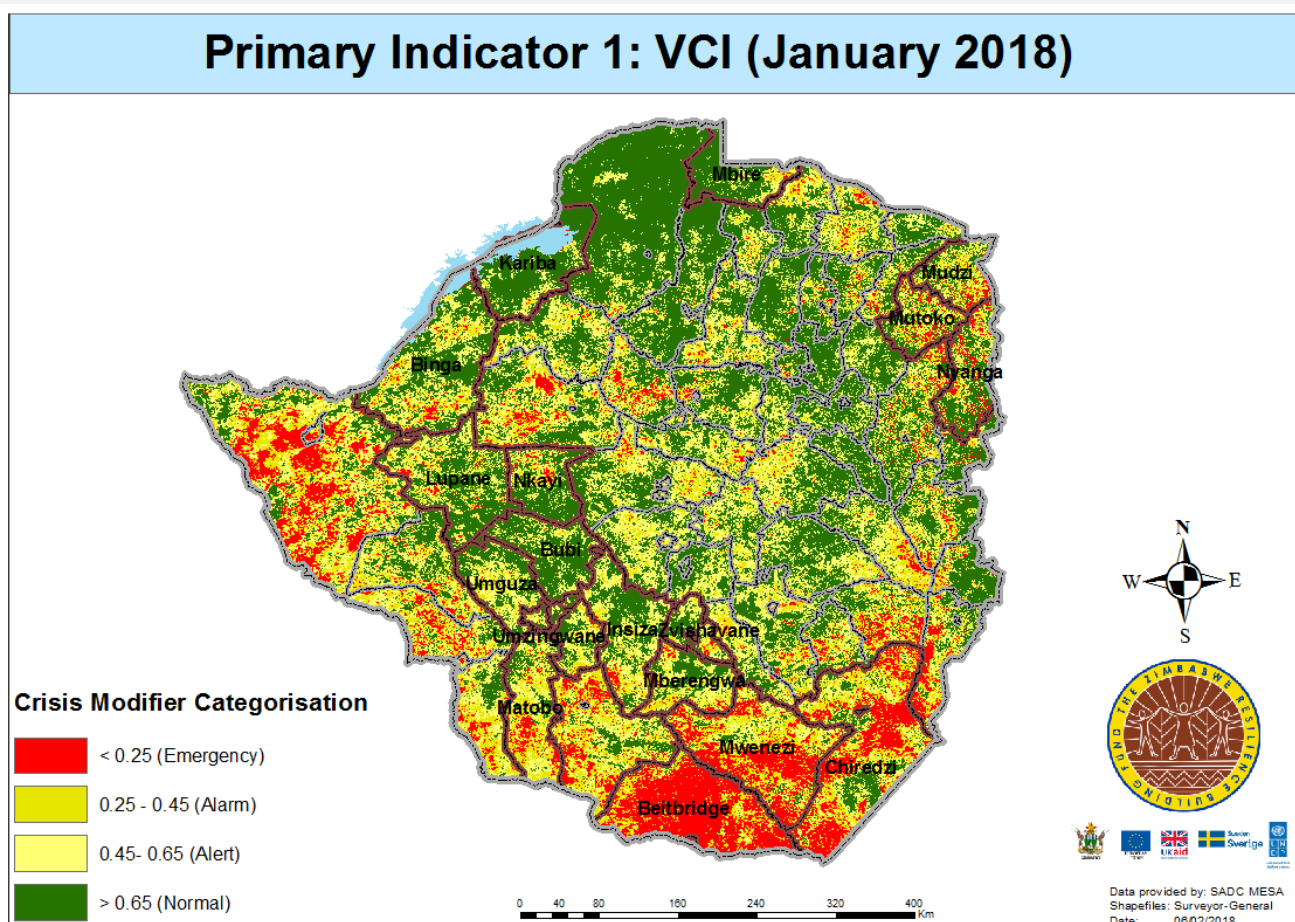 Primary Indicator 1: VCI (January 2018)
Mbire
Kariba
Mudzi
Mutoko
Binga
Nyanga
Lupane
Nkayi
Bubi
Umguza
Umzingwane
Insiza
Zvishavane
Mberengwa
Matobo
Mwenezi
Chiredzi
Beitbridge
N
W
E
S
THE ZIMBABWE RESILIENCE BUILDING FUND
Crisis Modifier Categorisation
< 0.25 (Emergency)
0.25 - 0.45 (Alarm)
0.45- 0.65 (Alert)
> 0.65 (Normal)
UKaid
Sweden
Sverige
0 40 80 160 240 320 400
Km
Data provided by: SADC MESA
Shapefiles: Surveyor-General
Date: 06/02/2018